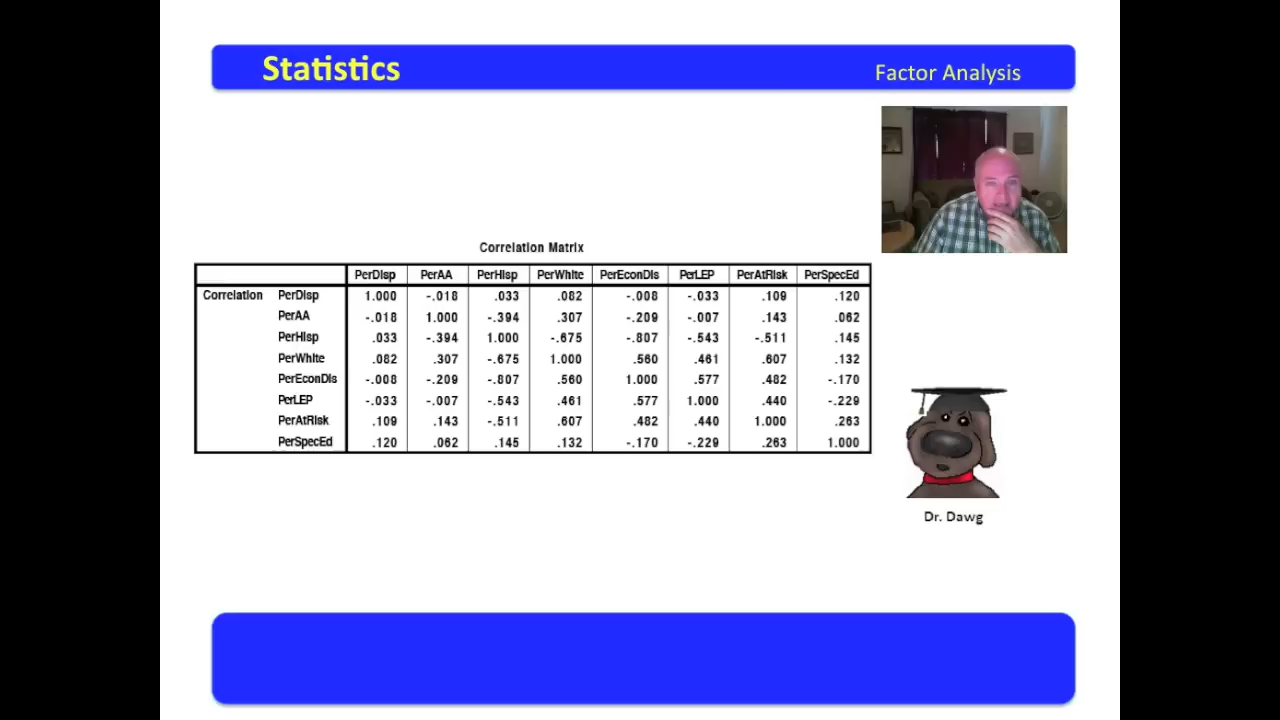 Statistics
Factor Analysis
Correlation Matrix
PerDisp PerAA PerHisp PerWhite PerEconDis PerLEP PerAtRisk PerSpecEd
Correlation PerDisp 1.000 -.018 .033 .082 -.008 -.033 .109 .120
PerAA -.018 1.000 -.394 .307 -.209 -.007 .143 .062
PerHisp .033 -.394 1.000 -.675 -.807 -.543 -.511 .145
PerWhite .082 .307 -.675 1.000 .560 .461 .607 .132
PerEconDis -.008 -.209 -.807 .560 1.000 .577 .482 -.170
PerLEP -.033 -.007 -.543 .461 .577 1.000 .440 -.229
PerAtRisk .109 .143 -.511 .607 .482 .440 1.000 .263
PerSpecEd .120 .062 .145 .132 -.170 -.229 .263 1.000
Dr. Dawg